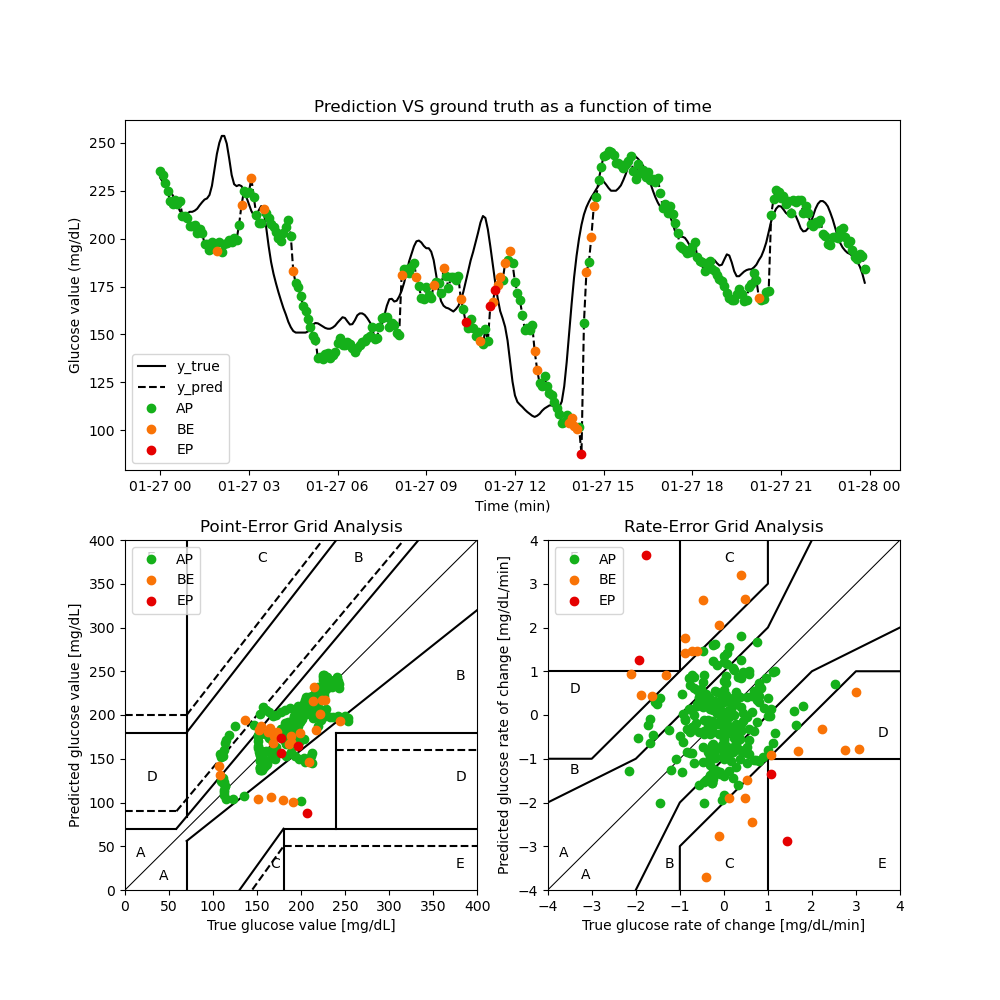 Prediction VS ground truth as a function of time
Glucose value (mg/dL)
250
225
200
175
150
125
100
y_true
y_pred
AP
BE
EP
01-27 00 01-27 03 01-27 06 01-27 09 01-27 12 01-27 15 01-27 18 01-27 21 01-28 00
Time (min)
Point-Error Grid Analysis
Predicted glucose value [mg/dL]
400
350
300
250
200
150
100
50
0
AP
BE
EP
C
B
B
D
D
A
A
C
E
0 50 100 150 200 250 300 350 400
True glucose value [mg/dL]
Rate-Error Grid Analysis
Predicted glucose rate of change [mg/dL/min]
4
3
2
1
0
−1
−2
−3
−4
AP
BE
EP
C
D
D
B
A
A
B
C
E
−4 −3 −2 −1 0 1 2 3 4
True glucose rate of change [mg/dL/min]